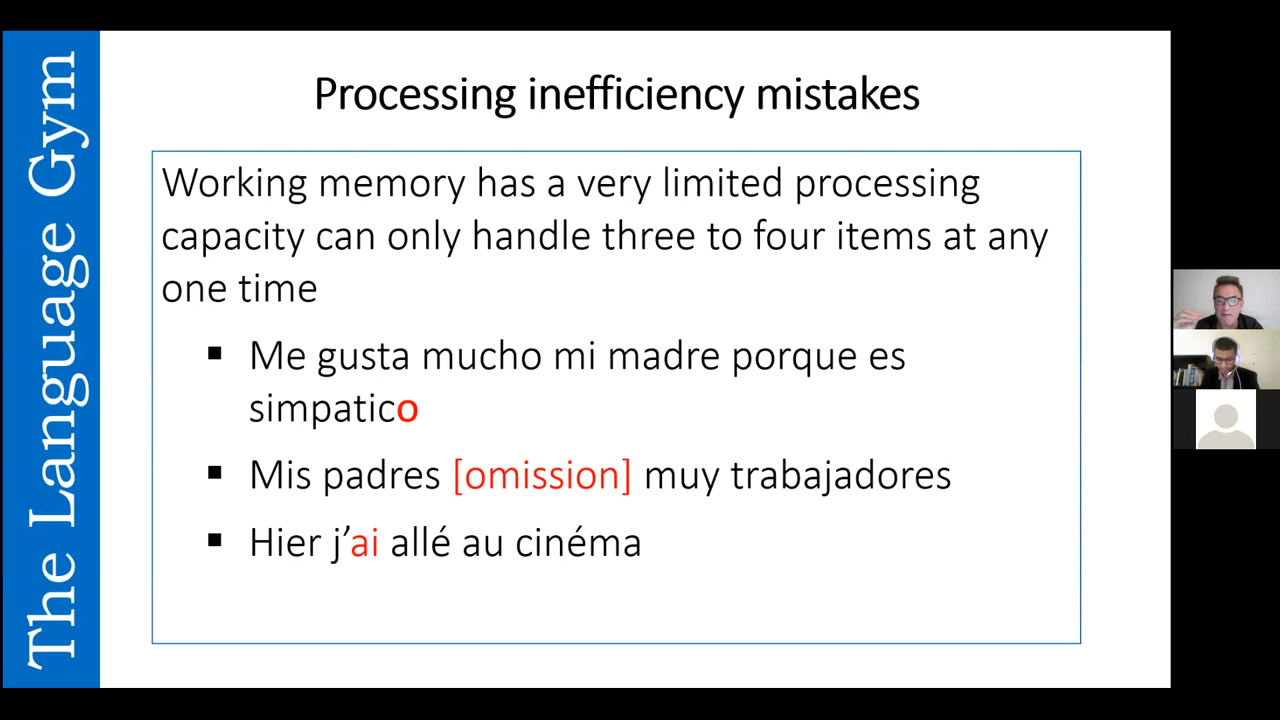 The Language Gym
Processing inefficiency mistakes
Working memory has a very limited processing
capacity can only handle three to four items at any
one time
▪ Me gusta mucho mi madre porque es
simpatico
▪ Mis padres [omission] muy trabajadores
▪ Hier j’ai allé au cinéma